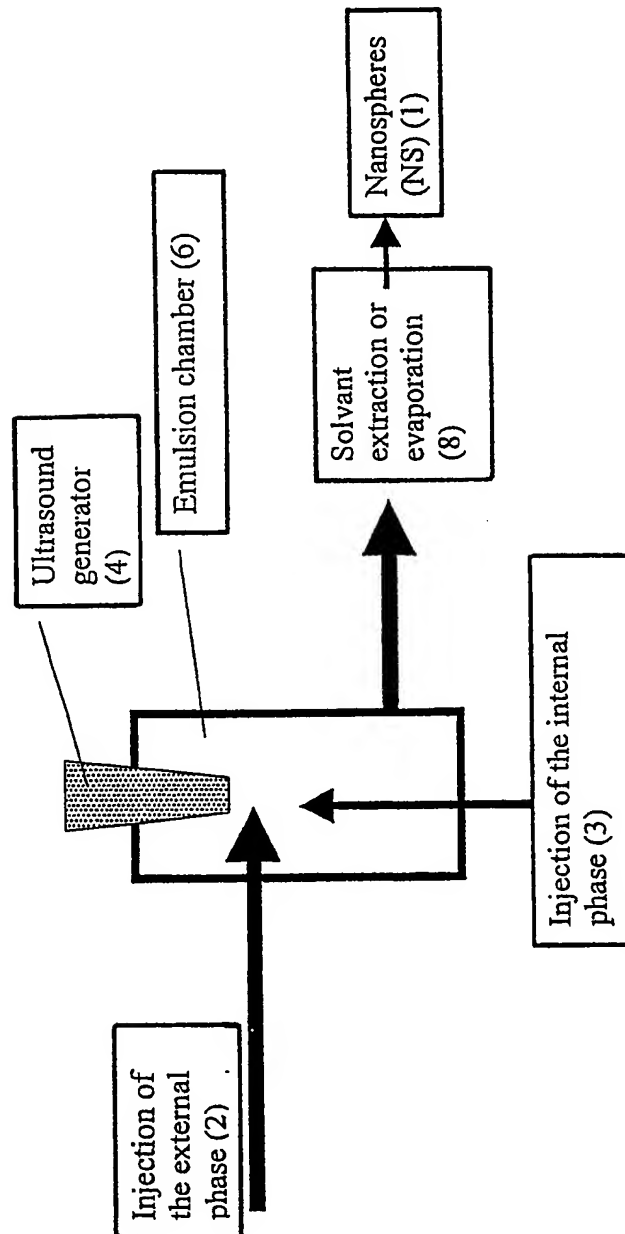 Injection of
the external
phase (2)
Ultrasound
generator
(4)
Emulsion chamber (6)
Injection of the internal
phase (3)
Solvant
extraction or
evaporation
(8)
Nanospheres
(NS) (1)